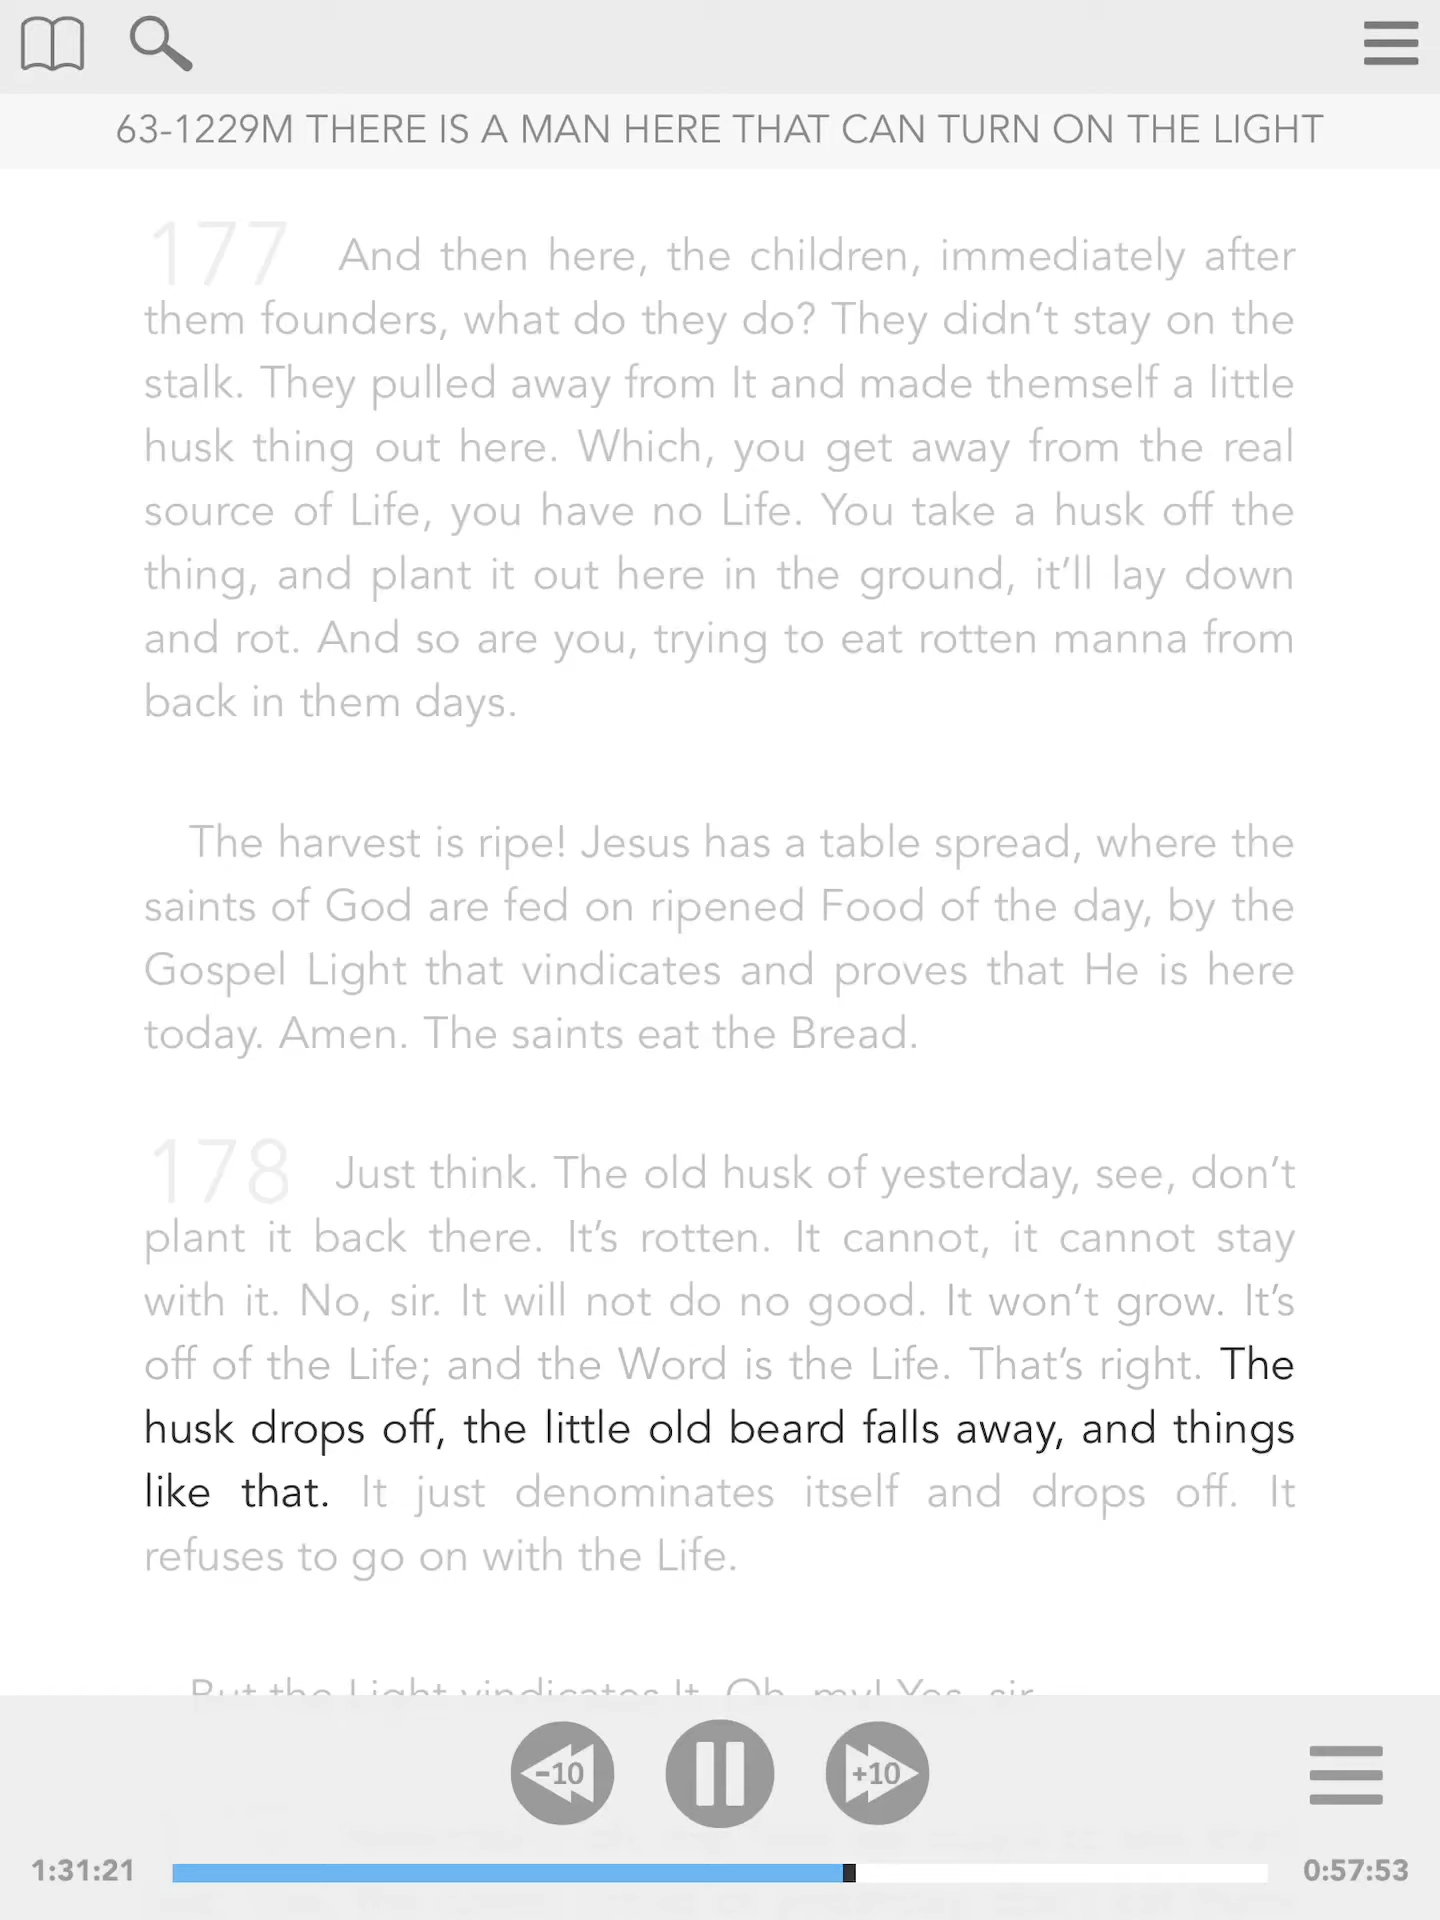 63-1229M THERE IS A MAN HERE THAT CAN TURN ON THE LIGHT
177 And then here, the children, immediately after
them founders, what do they do? They didn’t stay on the
stalk. They pulled away from It and made themself a little
husk thing out here. Which, you get away from the real
source of Life, you have no Life. You take a husk off the
thing, and plant it out here in the ground, it’ll lay down
and rot. And so are you, trying to eat rotten manna from
back in them days.
The harvest is ripe! Jesus has a table spread, where the
saints of God are fed on ripened Food of the day, by the
Gospel Light that vindicates and proves that He is here
today. Amen. The saints eat the Bread.
178 Just think. The old husk of yesterday, see, don’t
plant it back there. It’s rotten. It cannot, it cannot stay
with it. No, sir. It will not do no good. It won’t grow. It’s
off of the Life; and the Word is the Life. That’s right. The
husk drops off, the little old beard falls away, and things
like that. It just denominates itself and drops off. It
refuses to go on with the Life.
But the Light vindicates It. Oh, my! Yes, sir
-10 +10
1:31:21 0:57:53